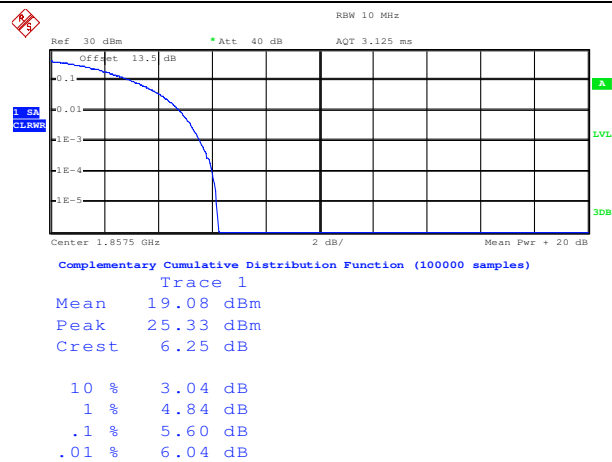 R S
RBW 10 MHz
Ref 30 dBm * Att 40 dB AQT 3.125 ms
Offset 13.5 dB
0.1
0.01
1E-3
1E-4
1E-5
1 SA
CLRWR
A
LVL
3DB
Center 1.8575 GHz 2 dB/ Mean Pwr + 20 dB
Complementary Cumulative Distribution Function (100000 samples)
Trace 1
Mean 19.08 dBm
Peak 25.33 dBm
Crest 6.25 dB
10 % 3.04 dB
1 % 4.84 dB
.1 % 5.60 dB
.01 % 6.04 dB